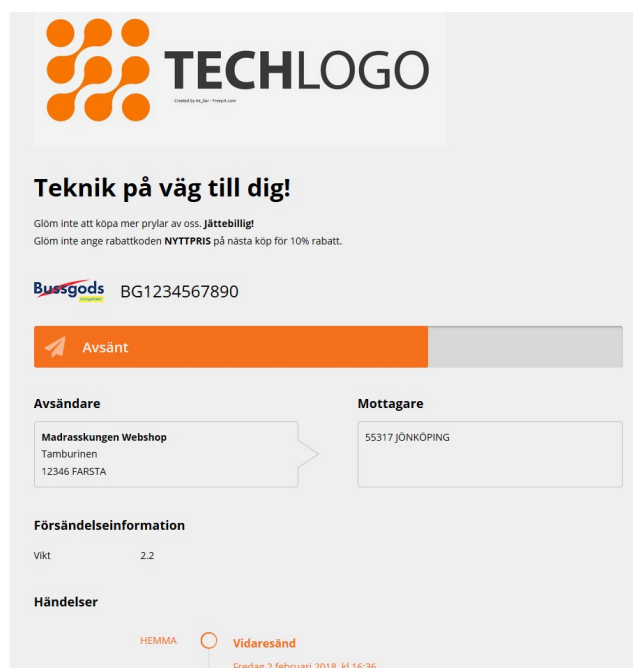 TECHLOGO
Created by Rs_Ser - Freepik.com
Teknik på väg till dig!
Glöm inte att köpa mer prylar av oss. Jättebillig!
Glöm inte ange rabattkoden NYTTPRIS på nästa köp för 10% rabatt.
Bussgods
BG1234567890
Avsänt
Avsändare
Mottagare
Madrasskungen Webshop
Tamburinen
12346 FARSTA
55317 JÖNKÖPING
Försändelseinformation
Vikt 2.2
Händelser
HEMMA Vidaresänd
Fredag 2 februari 2018, kl 16:36